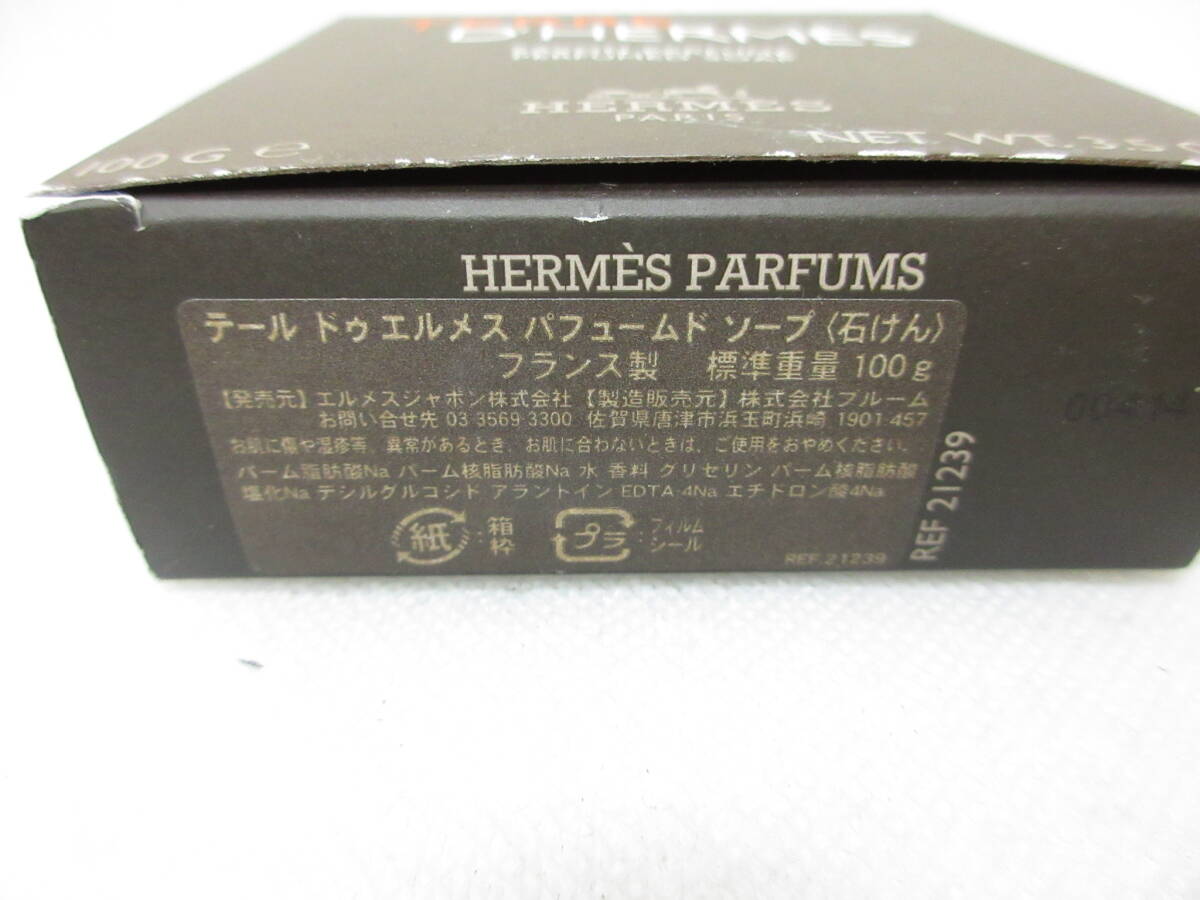 TERRE
D'HERMÈS
PERFUMED SOAP
HERMÈS
PARIS
100 G e
NET WT. 3.5
HERMÈS PARFUMS
テール ドゥ エルメス パフュームド ソープ〈石けん〉
フランス製 標準重量 100g
【発売元】エルメスジャポン株式会社【製造販売元】株式会社ブルーム
お問い合せ先 03 3569 3300 佐賀県唐津市浜玉町浜崎 1901-457
お肌に傷や湿疹等、異常があるとき、お肌に合わないときは、ご使用をおやめください。
パーム脂肪酸Na パーム核脂肪酸Na 水 香料 グリセリン パーム核脂肪酸
塩化Na デシルグルコシド アラントイン EDTA-4Na エチドロン酸4Na
紙 : 箱 枠
プラ : フィルム シール
REF.21239
REF 21239